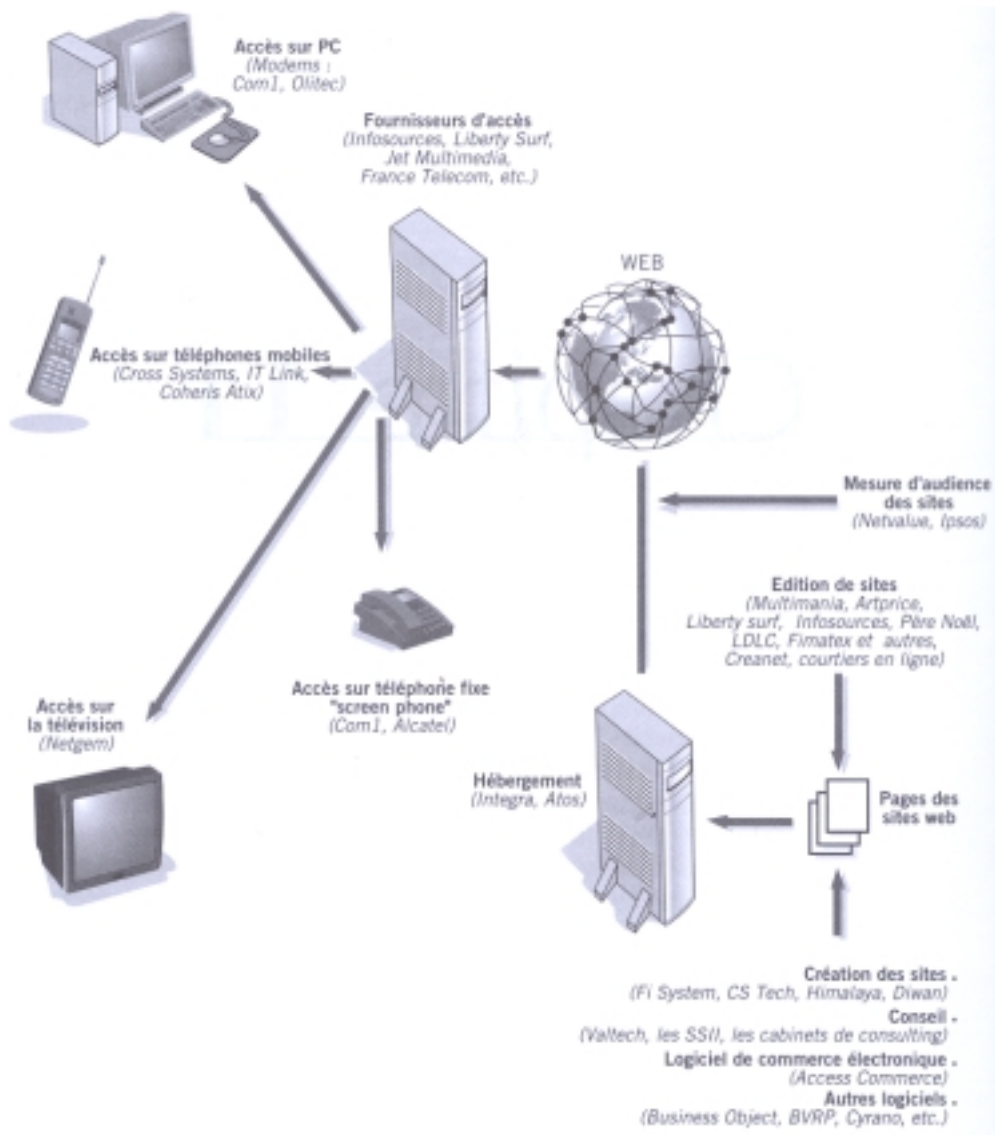 Accès sur PC
(Modems :
Com1, Olitec)
Fournisseurs d'accès
(Infosources, Liberty Surf,
Jet Multimedia,
France Telecom, etc.)
WEB
Accès sur téléphones mobiles
(Cross Systems, IT Link,
Coheris Atix)
Mesure d'audience
des sites
(Netvalue, Ipsos)
Edition de sites
(Multimania, Artprice,
Liberty surf, Infosources, Père Noël,
LDLC, Fimatex et autres,
Creanet, courtiers en ligne)
Accès sur téléphone fixe
"screen phone"
(Com1, Alcatel)
Accès sur
la télévision
(Netgem)
Hébergement
(Integra, Atos)
Pages des
sites web
Création des sites .
(Fi System, CS Tech, Himalaya, Diwan)
Conseil .
(Valtech, les SSII, les cabinets de consulting)
Logiciel de commerce électronique .
(Access Commerce)
Autres logiciels .
(Business Object, BVRP, Cyrano, etc.)